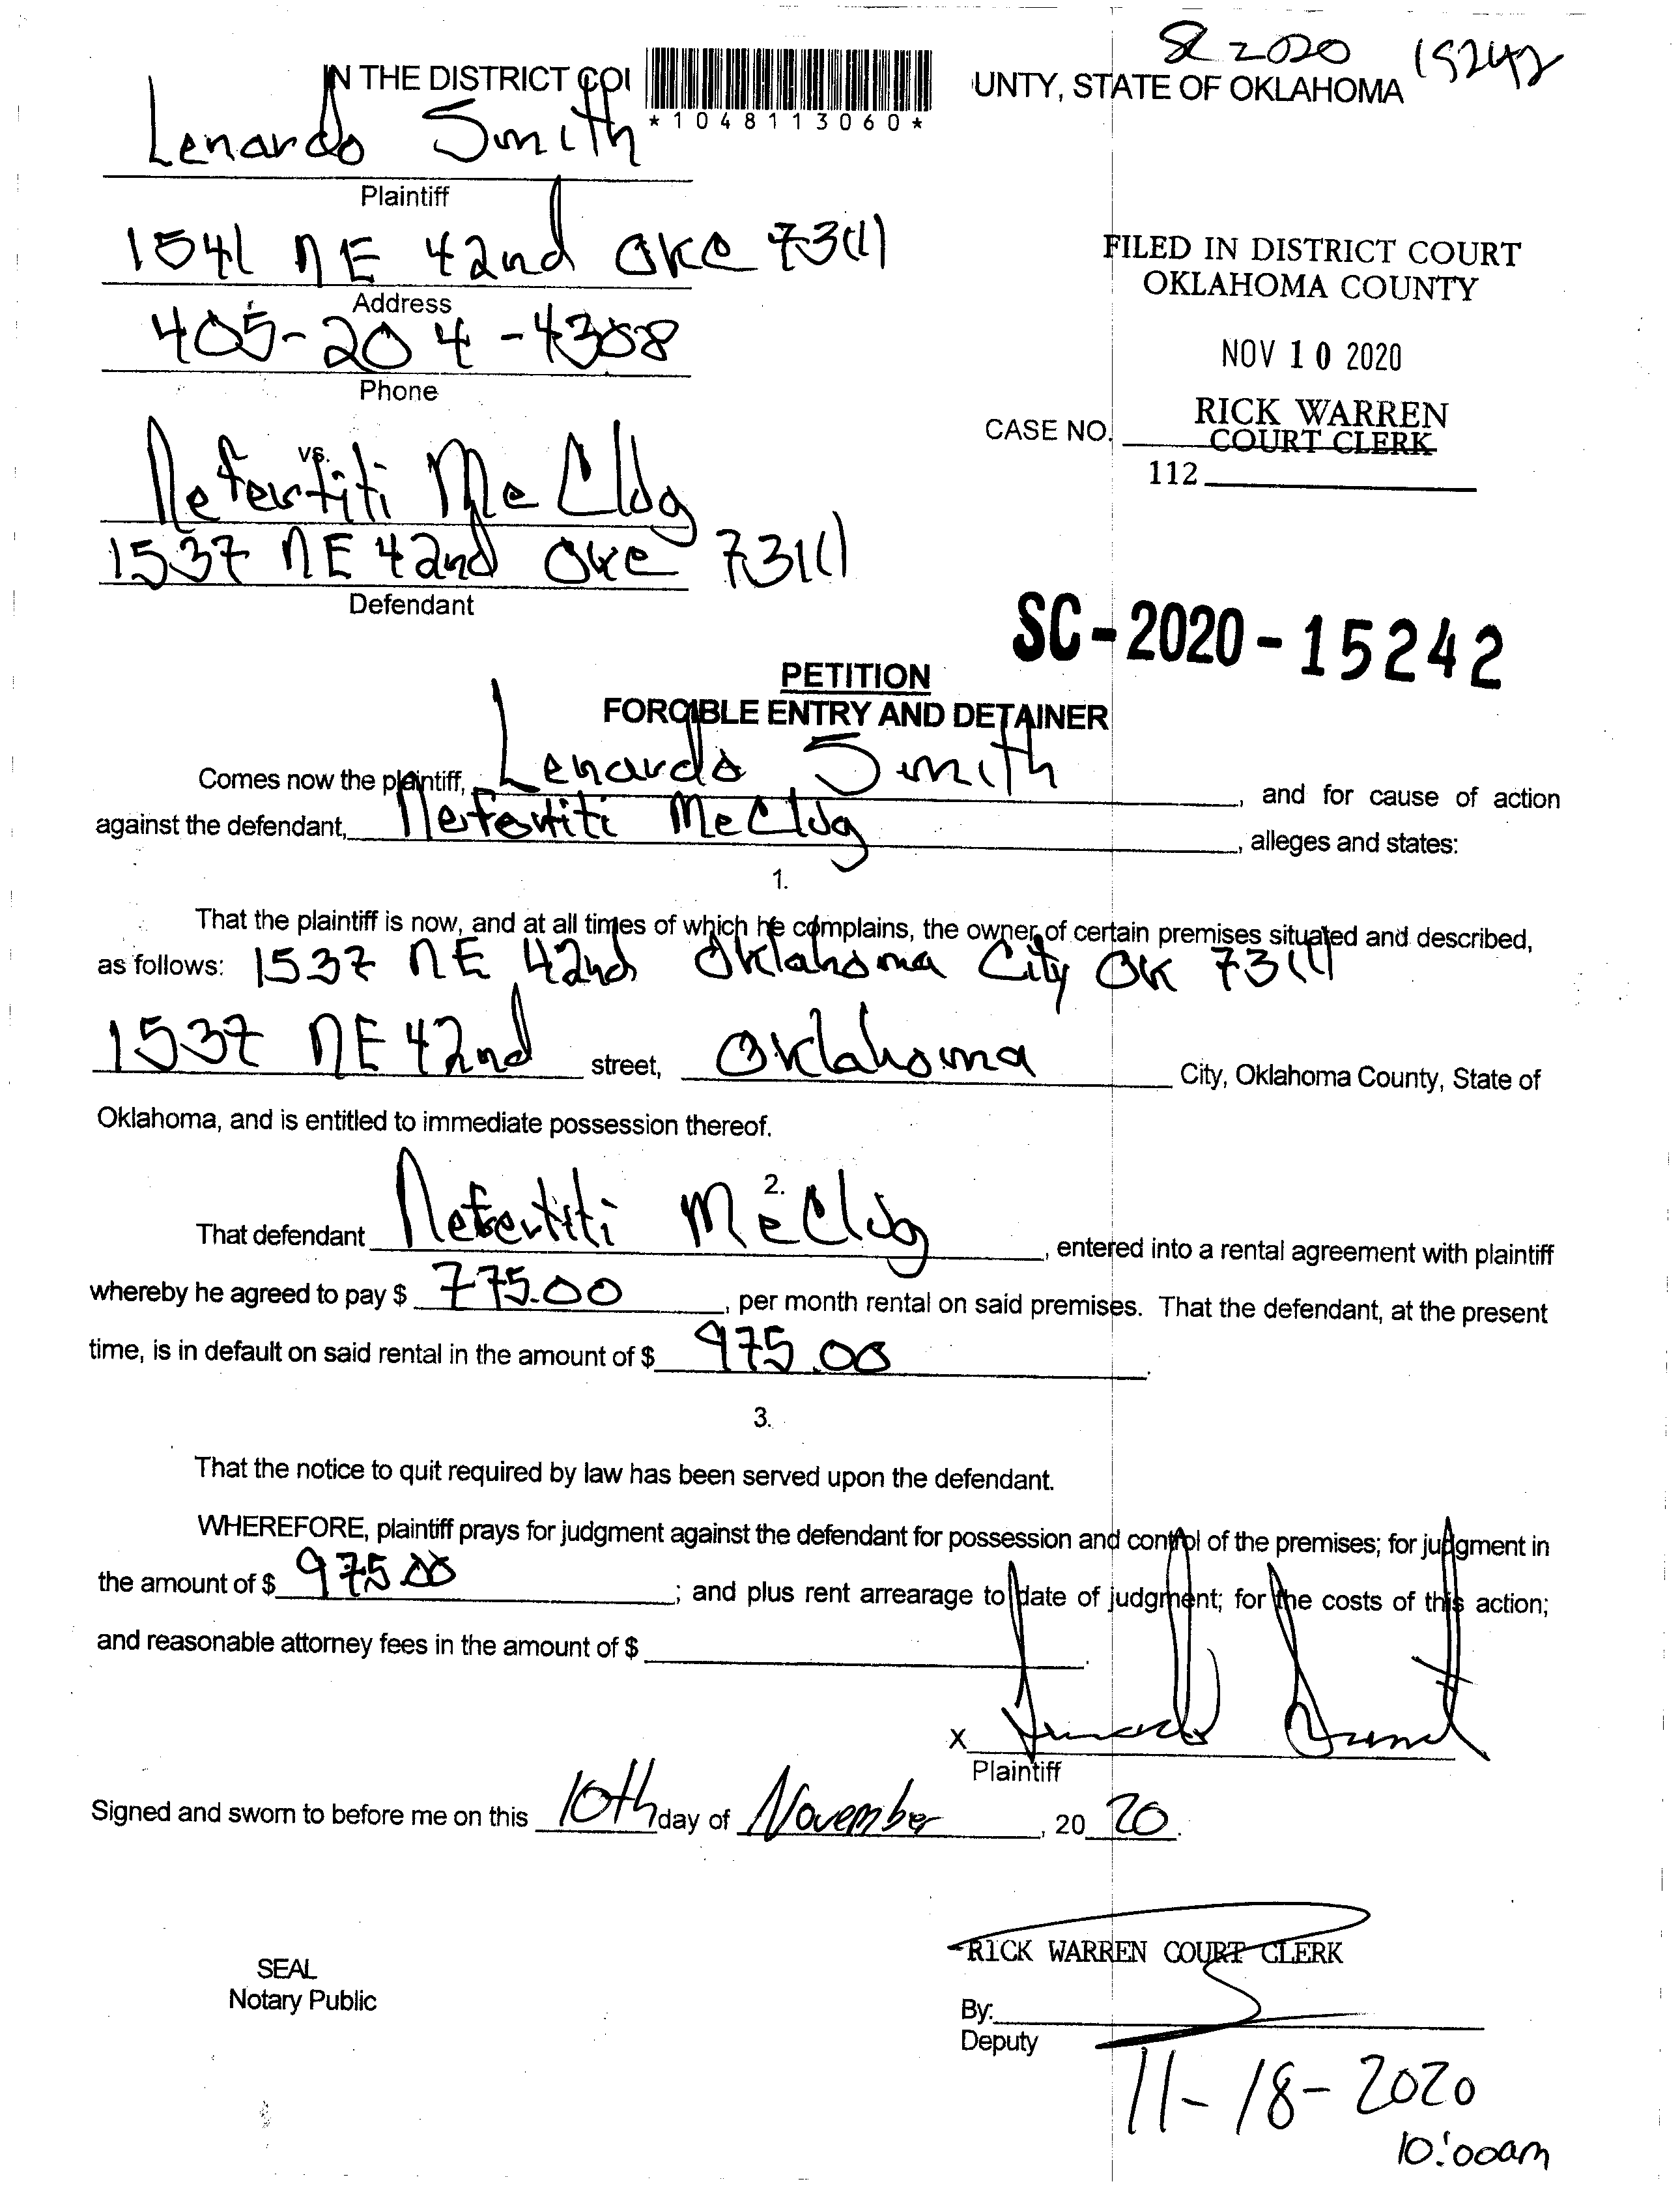 SC 2020 15242
IN THE DISTRICT COU UNTY, STATE OF OKLAHOMA
*1048113060*
Lenardo Smith
Plaintiff
1541 NE 42nd OKC 73111
Address
405-204-4308
Phone
FILED IN DISTRICT COURT
OKLAHOMA COUNTY
NOV 10 2020
RICK WARREN
COURT CLERK
CASE NO.
112
vs.
Nefertiti McCldg
1537 NE 42nd OKC 73111
Defendant
SC-2020-15242
PETITION
FORCIBLE ENTRY AND DETAINER
Comes now the plaintiff, Lenardo Smith, and for cause of action
against the defendant, Nefertiti McCldg, alleges and states:
1.
That the plaintiff is now, and at all times of which he complains, the owner of certain premises situated and described,
as follows: 1537 NE 42nd Oklahoma City OK 73111
1537 NE 42nd street, Oklahoma City, Oklahoma County, State of
Oklahoma, and is entitled to immediate possession thereof.
2.
That defendant Nefertiti McCldg, entered into a rental agreement with plaintiff
whereby he agreed to pay $ 775.00, per month rental on said premises. That the defendant, at the present
time, is in default on said rental in the amount of $ 975.00.
3.
That the notice to quit required by law has been served upon the defendant.
WHEREFORE, plaintiff prays for judgment against the defendant for possession and control of the premises; for judgment in
the amount of $ 975.00; and plus rent arrearage to date of judgment; for the costs of this action;
and reasonable attorney fees in the amount of $
X
Plaintiff
Signed and sworn to before me on this 10th day of November, 20 20.
SEAL
Notary Public
RICK WARREN COURT CLERK
By:
Deputy
11-18-2020
10:00am